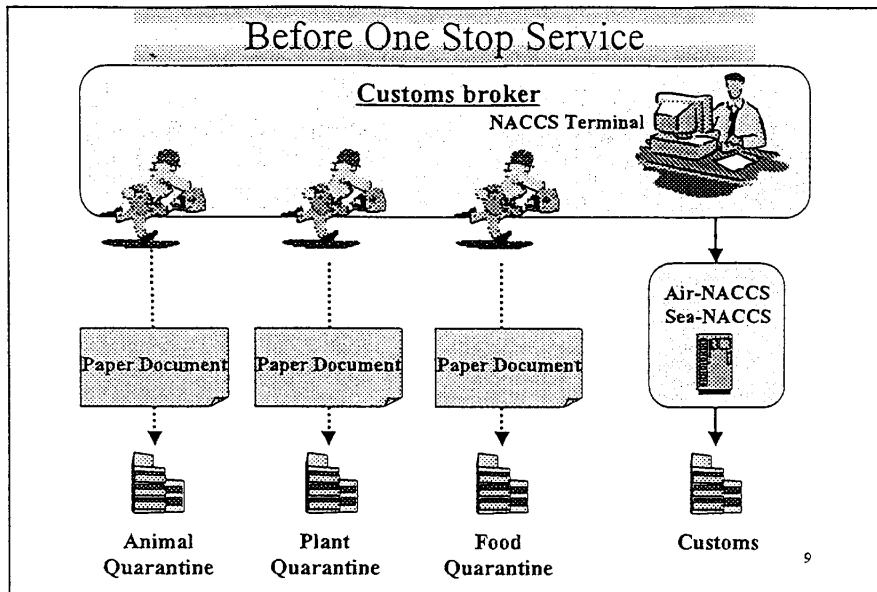 Before One Stop Service
Customs broker
NACCS Terminal
Air-NACCS
Sea-NACCS
Paper Document
Paper Document
Paper Document
Animal
Quarantine
Plant
Quarantine
Food
Quarantine
Customs
9